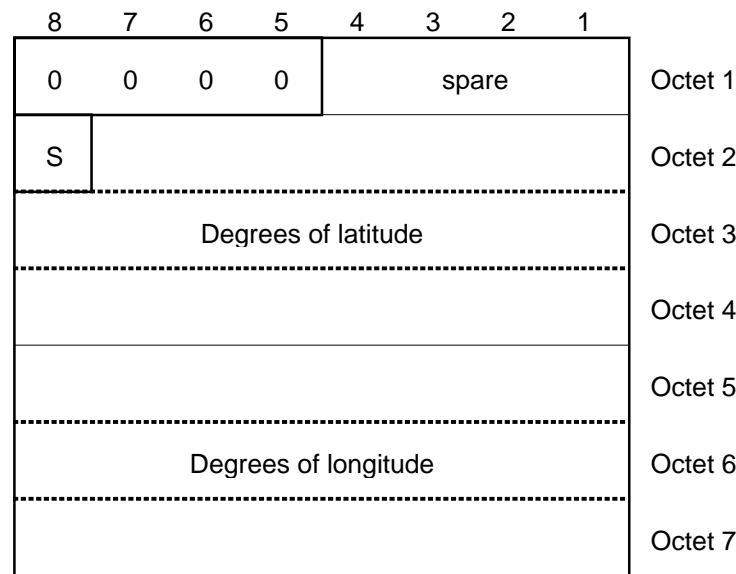 8 7 6 5 4 3 2 1
0 0 0 0 spare Octet 1
S Octet 2
Degrees of latitude Octet 3
Octet 4
Octet 5
Degrees of longitude Octet 6
Octet 7